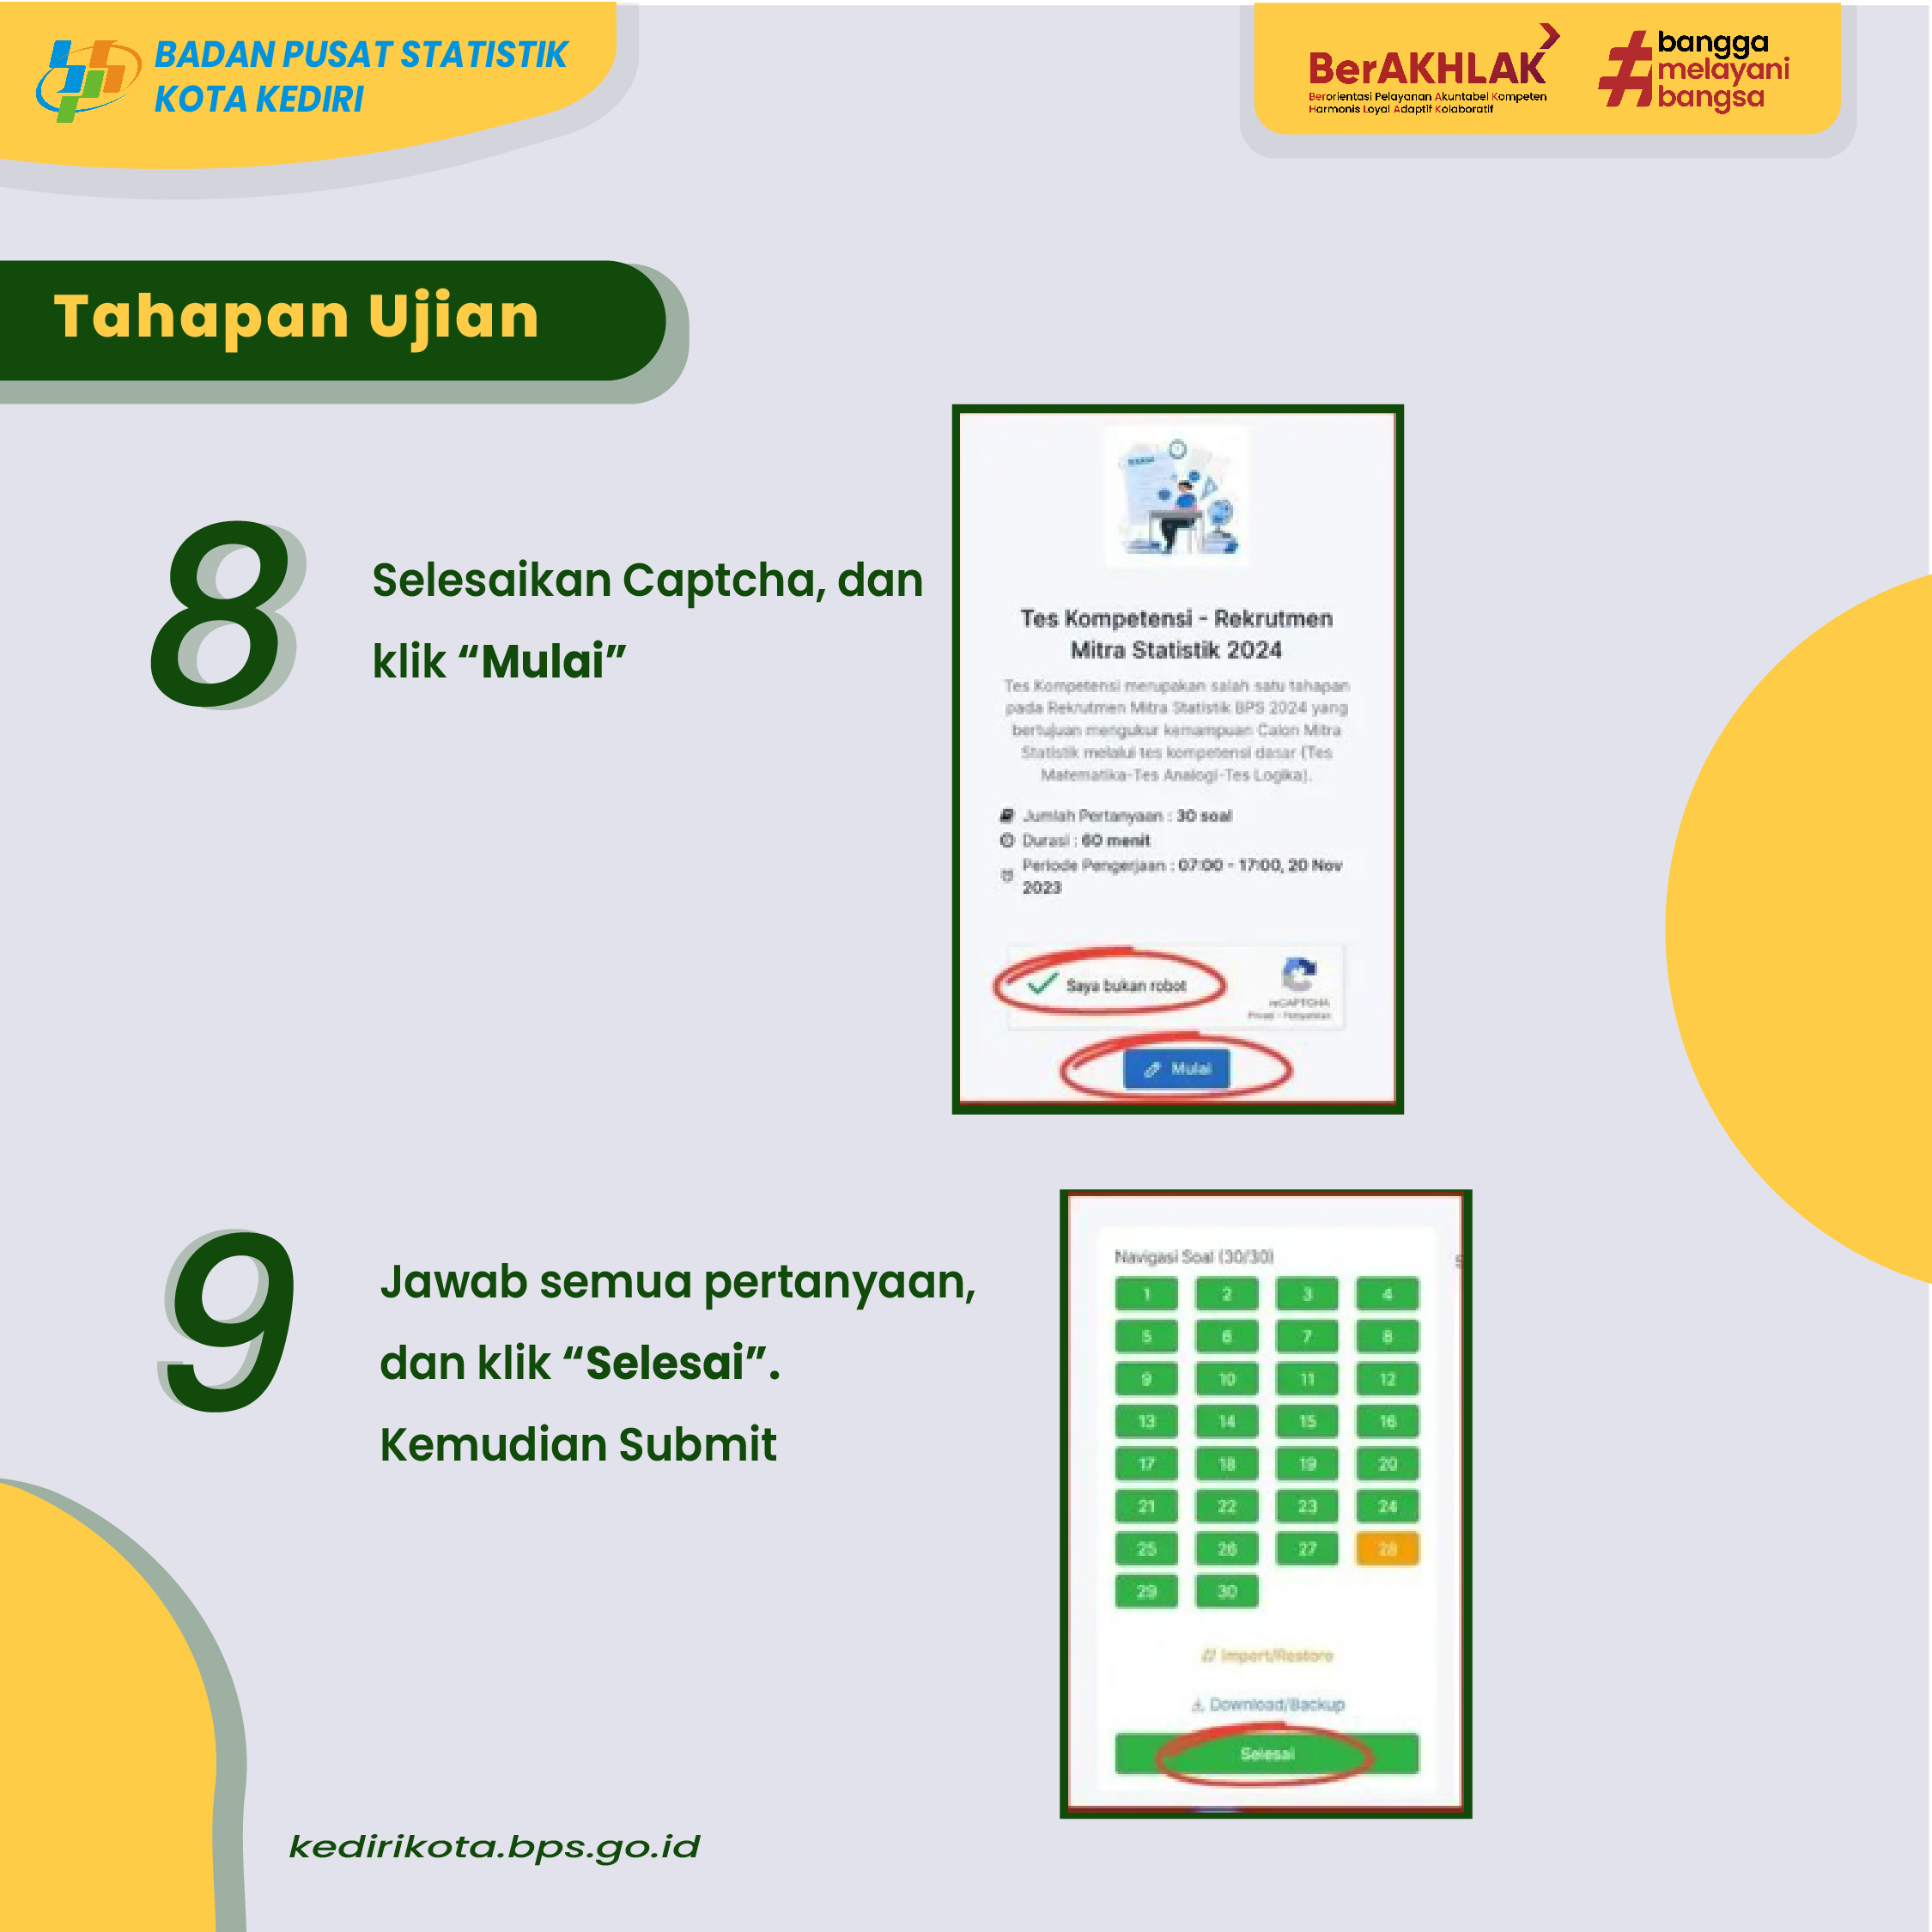 BADAN PUSAT STATISTIK
KOTA KEDIRI
BerAKHLAK
Berorientasi Pelayanan Akuntabel Kompeten
Harmonis Loyal Adaptif Kolaboratif
#bangga
melayani
bangsa
Tahapan Ujian
8
Selesaikan Captcha, dan
klik “Mulai”
Tes Kompetensi - Rekrutmen
Mitra Statistik 2024
Tes Kompetensi merupakan salah satu tahapan
pada Rekrutmen Mitra Statistik BPS 2024 yang
bertujuan mengukur kemampuan Calon Mitra
Statistik melalui tes kompetensi dasar (Tes
Matematika-Tes Analogi-Tes Logika).
Jumlah Pertanyaan : 30 soal
Durasi : 60 menit
Periode Pengerjaan : 07:00 - 17:00, 20 Nov
2023
Saya bukan robot
reCAPTCHA
Privasi - Persyaratan
Mulai
9
Jawab semua pertanyaan,
dan klik “Selesai”.
Kemudian Submit
Navigasi Soal (30/30)
1 2 3 4
5 6 7 8
9 10 11 12
13 14 15 16
17 18 19 20
21 22 23 24
25 26 27 28
29 30
Import/Restore
Download/Backup
Selesai
kedirikota.bps.go.id